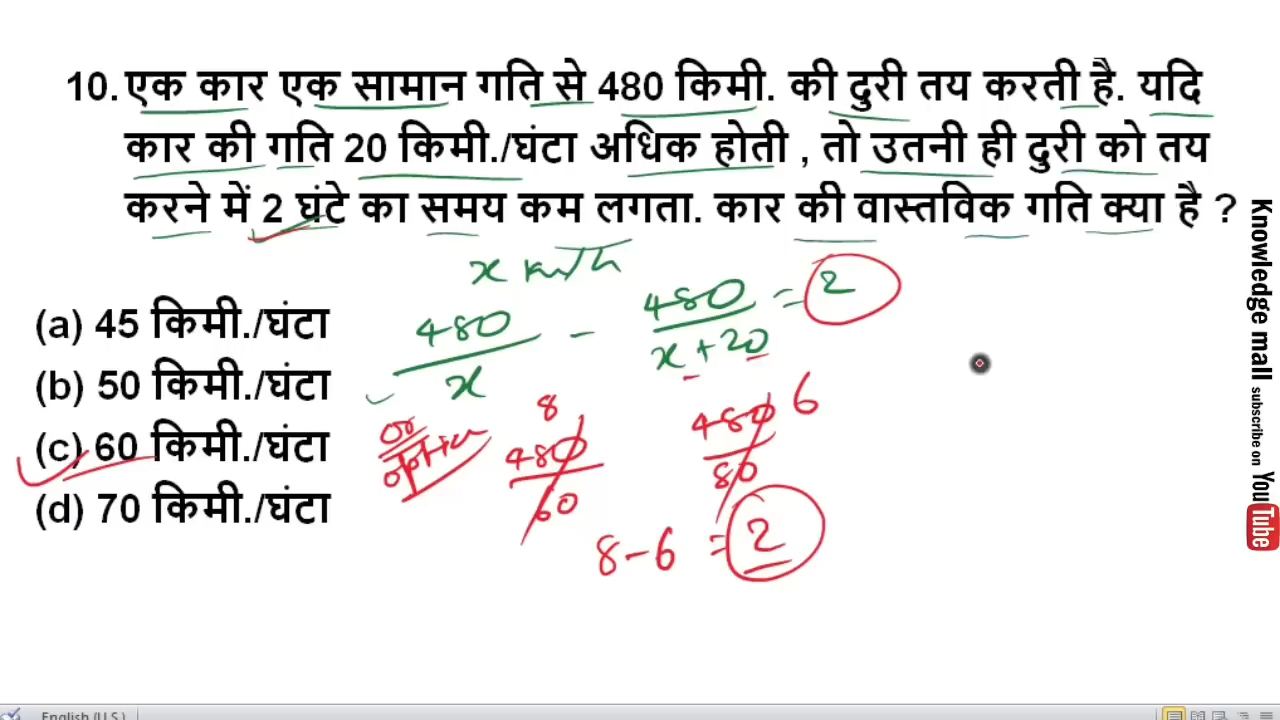 10. एक कार एक सामान गति से 480 किमी. की दुरी तय करती है. यदि
कार की गति 20 किमी./घंटा अधिक होती , तो उतनी ही दुरी को तय
करने में 2 घंटे का समय कम लगता. कार की वास्तविक गति क्या है ?
x km/h
(a) 45 किमी./घंटा
480/x - 480/x+20 = 2
(b) 50 किमी./घंटा
(c) 60 किमी./घंटा
or option
8
480/60
480/80 6
(d) 70 किमी./घंटा
8-6 = 2
Knowledge mall subscribe on YouTube
English (U.S.)